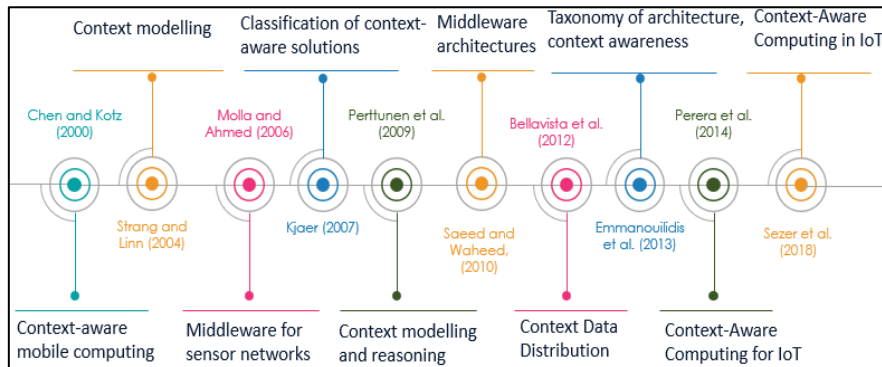 Context modelling
Classification of context-
aware solutions
Middleware
architectures
Taxonomy of architecture,
context awareness
Context-Aware
Computing in IoT
Chen and Kotz
(2000)
Molla and
Ahmed (2006)
Perttunen et al.
(2009)
Bellavista et al.
(2012)
Perera et al.
(2014)
Strang and
Linn (2004)
Kjaer (2007)
Saeed and
Waheed,
(2010)
Emmanouilidis
et al. (2013)
Sezer et al.
(2018)
Context-aware
mobile computing
Middleware for
sensor networks
Context modelling
and reasoning
Context Data
Distribution
Context-Aware
Computing for IoT